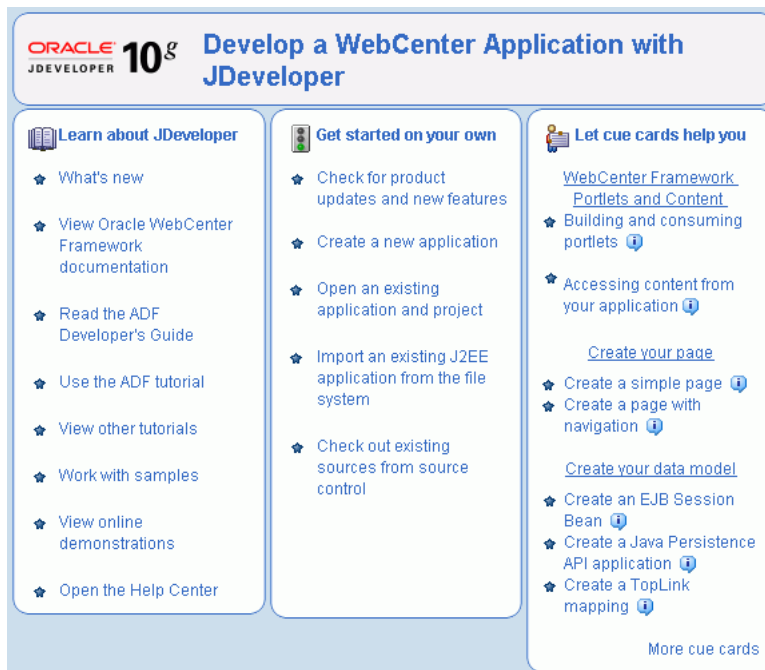 ORACLE
JDEVELOPER 10g
Develop a WebCenter Application with
JDeveloper
Learn about JDeveloper
What's new
View Oracle WebCenter
Framework
documentation
Read the ADF
Developer's Guide
Use the ADF tutorial
View other tutorials
Work with samples
View online
demonstrations
Open the Help Center
Get started on your own
Check for product
updates and new features
Create a new application
Open an existing
application and project
Import an existing J2EE
application from the file
system
Check out existing
sources from source
control
Let cue cards help you
WebCenter Framework
Portlets and Content
Building and consuming
portlets
Accessing content from
your application
Create your page
Create a simple page
Create a page with
navigation
Create your data model
Create an EJB Session
Bean
Create a Java Persistence
API application
Create a TopLink
mapping
More cue cards